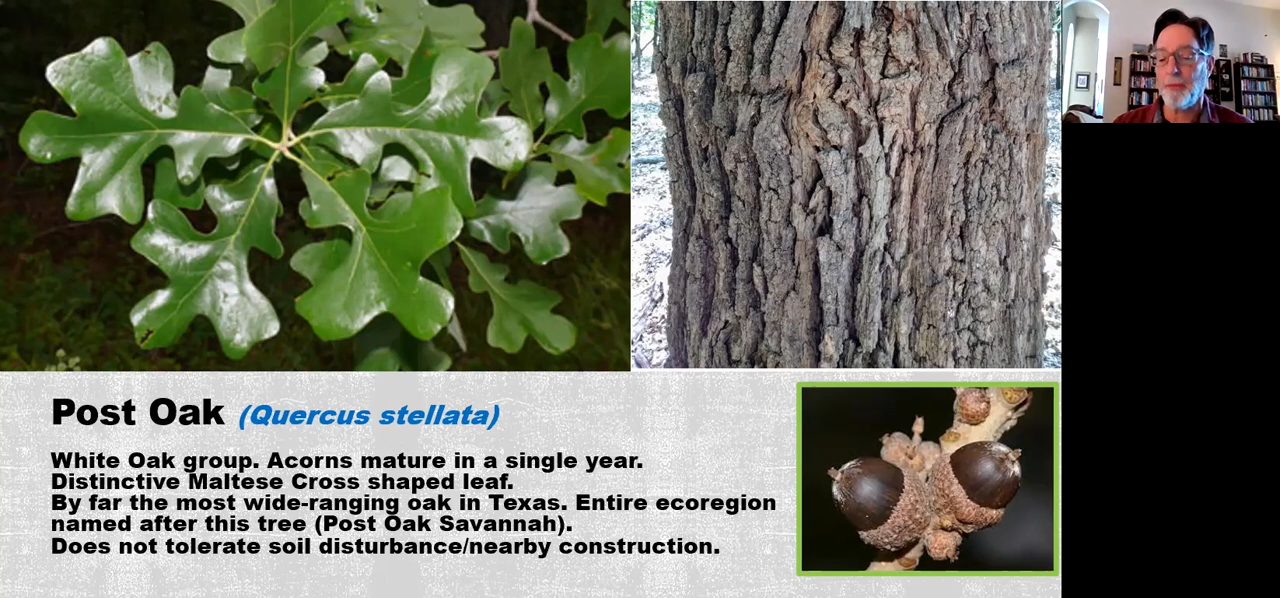 Post Oak (Quercus stellata)
White Oak group. Acorns mature in a single year.
Distinctive Maltese Cross shaped leaf.
By far the most wide-ranging oak in Texas. Entire ecoregion
named after this tree (Post Oak Savannah).
Does not tolerate soil disturbance/nearby construction.